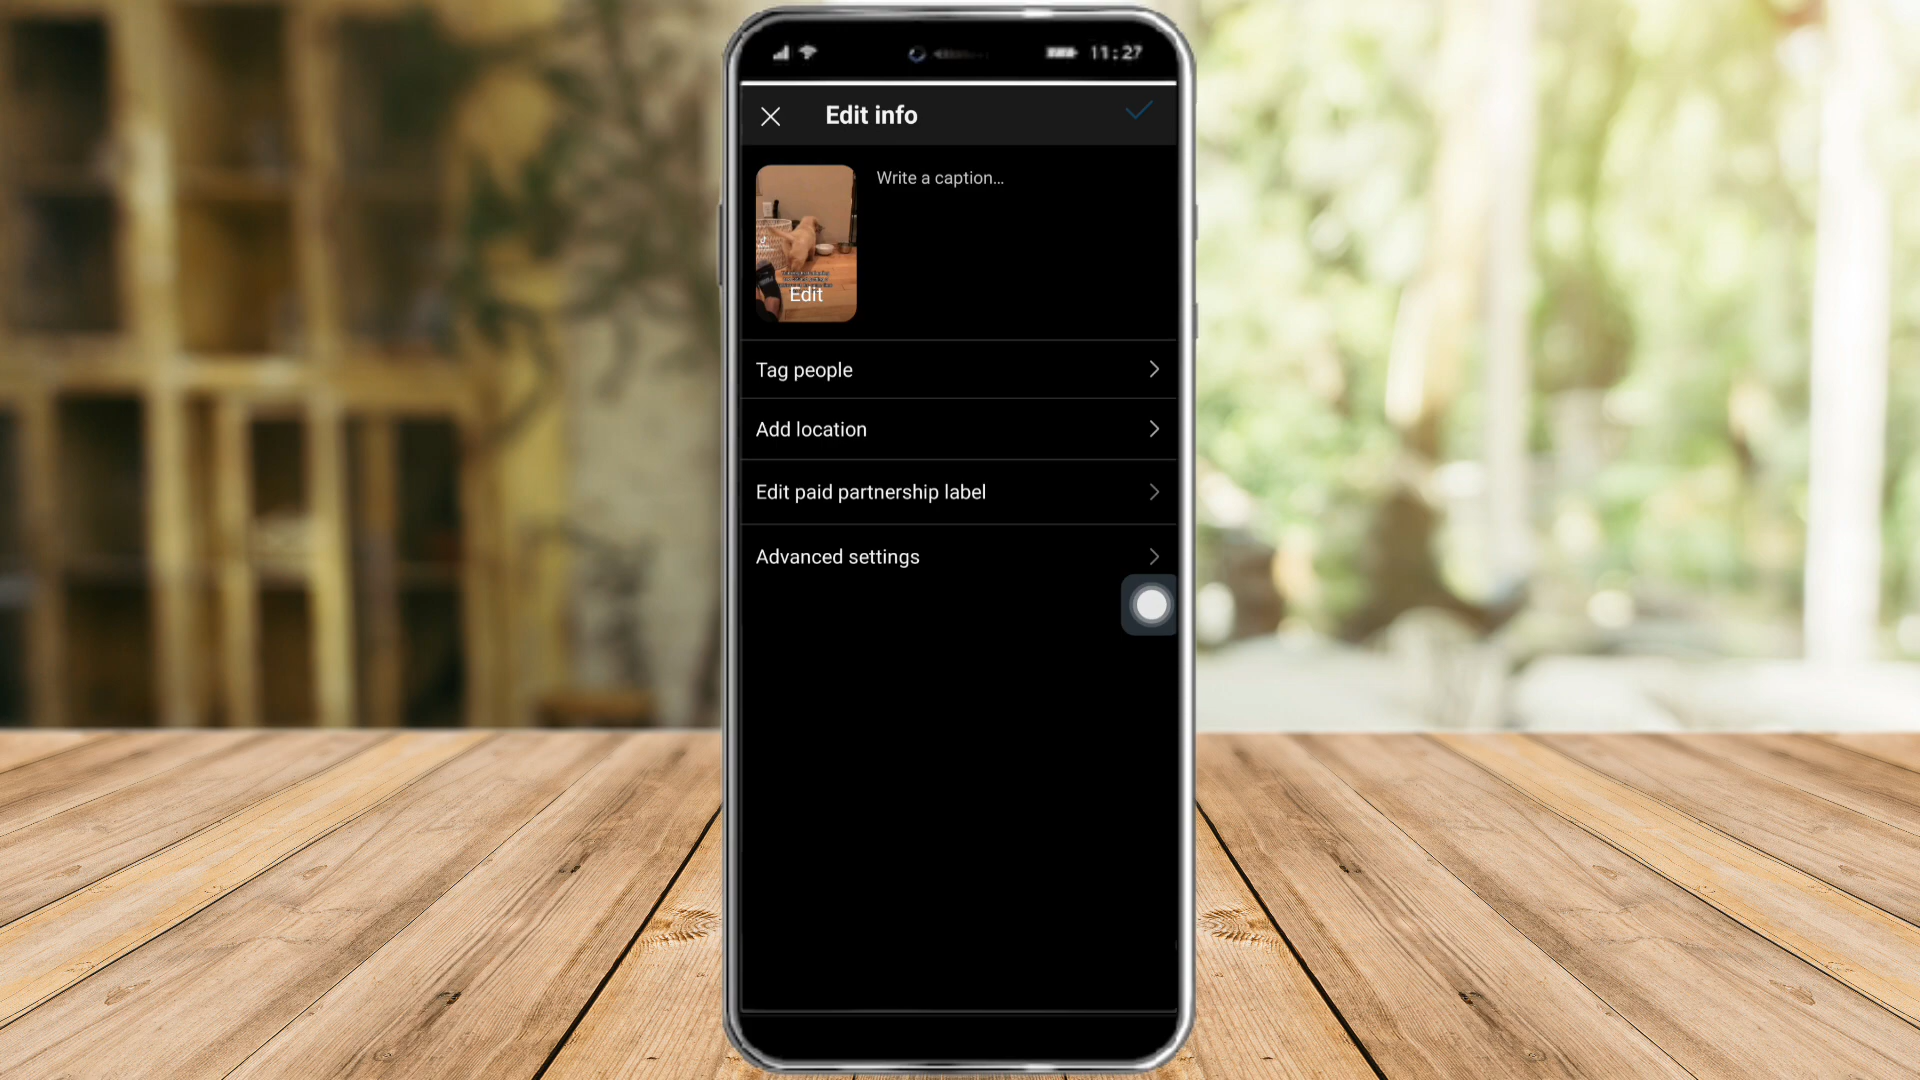 11:27
Edit info
Write a caption...
Edit
Tag people
Add location
Edit paid partnership label
Advanced settings